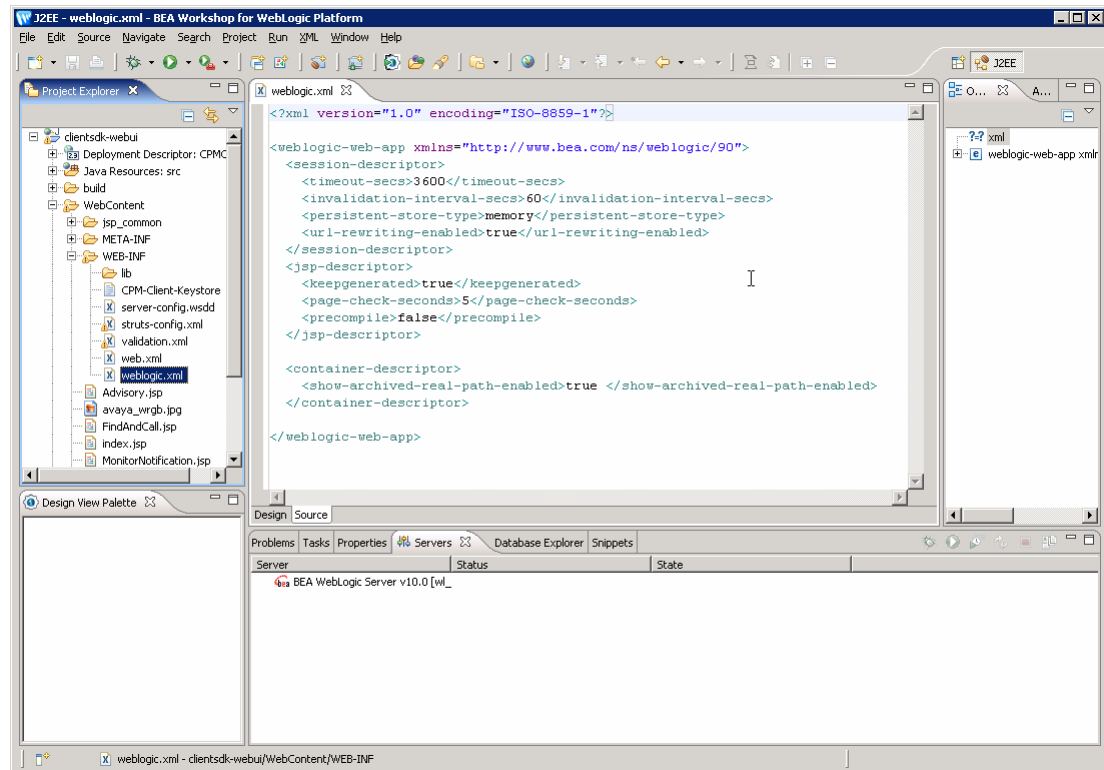 J2EE - weblogic.xml - BEA Workshop for WebLogic Platform
File Edit Source Navigate Search Project Run XML Window Help
J2EE
Project Explorer
clientsdk-webui
Deployment Descriptor: CPMC
Java Resources: src
build
WebContent
jsp_common
META-INF
WEB-INF
lib
CPM-Client-Keystore
server-config.wsdd
struts-config.xml
validation.xml
web.xml
weblogic.xml
Advisory.jsp
avaya_wrgb.jpg
FindAndCall.jsp
index.jsp
MonitorNotification.jsp
Design View Palette
weblogic.xml
<?xml version="1.0" encoding="ISO-8859-1"?>
<weblogic-web-app xmlns="http://www.bea.com/ns/weblogic/90">
<session-descriptor>
<timeout-secs>3600</timeout-secs>
<invalidation-interval-secs>60</invalidation-interval-secs>
<persistent-store-type>memory</persistent-store-type>
<url-rewriting-enabled>true</url-rewriting-enabled>
</session-descriptor>
<jsp-descriptor>
<keepgenerated>true</keepgenerated>
<page-check-seconds>5</page-check-seconds>
<precompile>false</precompile>
</jsp-descriptor>
<container-descriptor>
<show-archived-real-path-enabled>true </show-archived-real-path-enabled>
</container-descriptor>
</weblogic-web-app>
Design Source
O... A...
?=? xml
e weblogic-web-app xmlr
Problems Tasks Properties Servers Database Explorer Snippets
Server Status State
bea BEA WebLogic Server v10.0 [wl_
weblogic.xml - clientsdk-webui/WebContent/WEB-INF